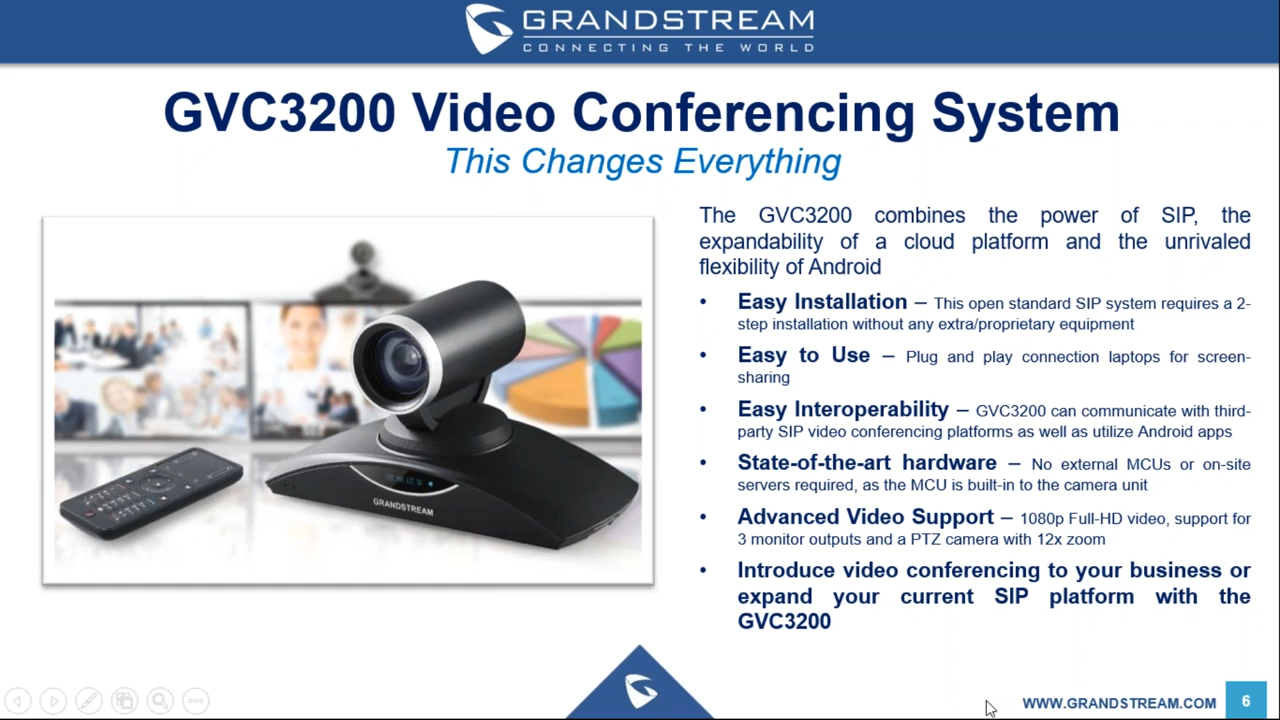 GRANDSTREAM
CONNECTING THE WORLD
GVC3200 Video Conferencing System
This Changes Everything
The GVC3200 combines the power of SIP, the
expandability of a cloud platform and the unrivaled
flexibility of Android
• Easy Installation – This open standard SIP system requires a 2-
step installation without any extra/proprietary equipment
• Easy to Use – Plug and play connection laptops for screen-
sharing
• Easy Interoperability – GVC3200 can communicate with third-
party SIP video conferencing platforms as well as utilize Android apps
• State-of-the-art hardware – No external MCUs or on-site
servers required, as the MCU is built-in to the camera unit
• Advanced Video Support – 1080p Full-HD video, support for
3 monitor outputs and a PTZ camera with 12x zoom
• Introduce video conferencing to your business or
expand your current SIP platform with the
GVC3200
GRANDSTREAM
WWW.GRANDSTREAM.COM
6